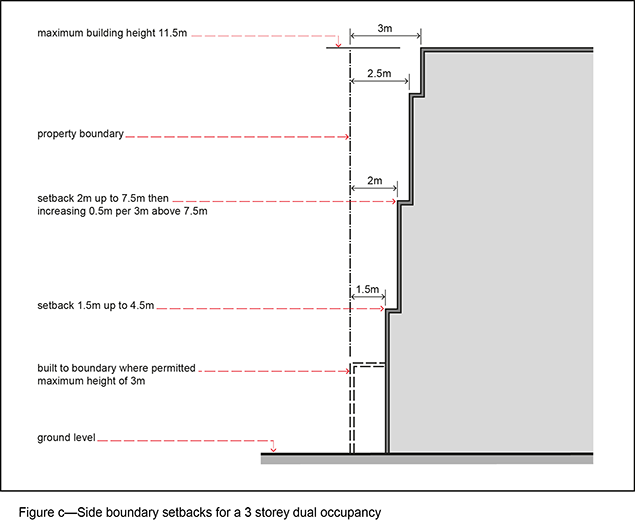 maximum building height 11.5m
3m
2.5m
property boundary
2m
setback 2m up to 7.5m then
increasing 0.5m per 3m above 7.5m
1.5m
setback 1.5m up to 4.5m
built to boundary where permitted
maximum height of 3m
ground level
Figure c—Side boundary setbacks for a 3 storey dual occupancy